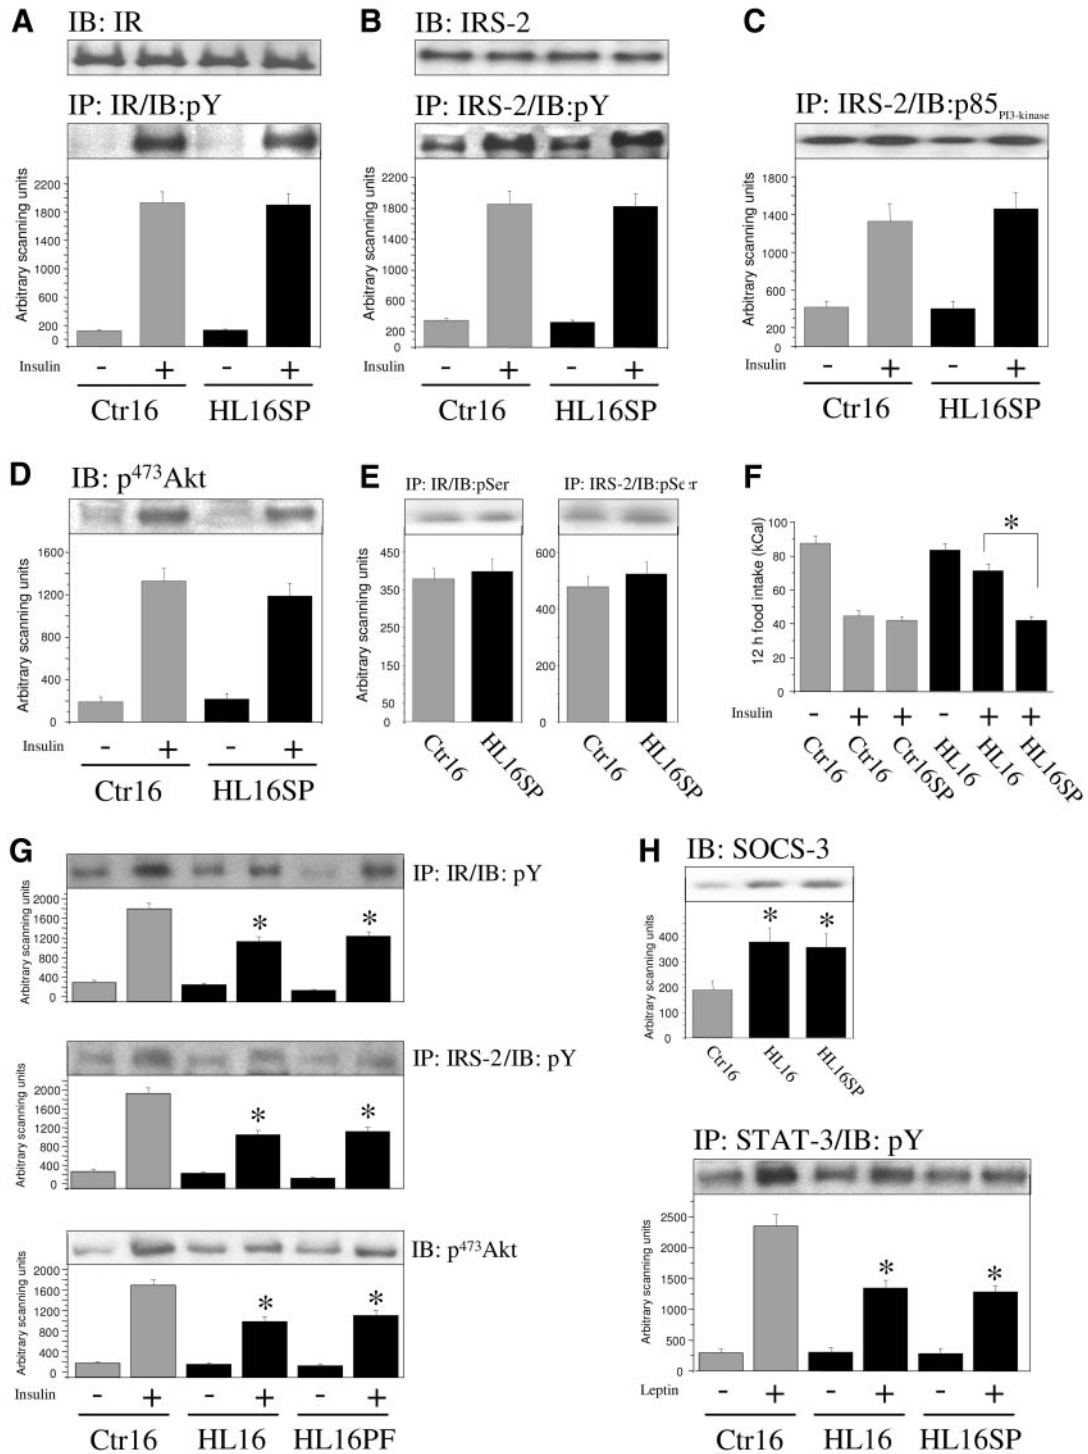 A
IB: IR
IP: IR/IB:pY
Arbitrary scanning units
2200
1800
1400
1000
600
200
0
Insulin - + - +
Ctr16 HL16SP
B
IB: IRS-2
IP: IRS-2/IB:pY
Arbitrary scanning units
2200
1800
1400
1000
600
200
0
Insulin - + - +
Ctr16 HL16SP
C
IP: IRS-2/IB:p85PI3-kinase
Arbitrary scanning units
1800
1400
1000
600
200
0
Insulin - + - +
Ctr16 HL16SP
D
IB: p473Akt
Arbitrary scanning units
1600
1200
800
400
0
Insulin - + - +
Ctr16 HL16SP
E
IP: IR/IB:pSer
Arbitrary scanning units
450
350
250
150
50
0
Ctr16 HL16SP
IP: IRS-2/IB:pSer
600
400
200
0
Ctr16 HL16SP
F
12 h food intake (kCal)
100
80
60
40
20
0
*
Insulin - + + - + +
Ctr16 Ctr16 Ctr16SP HL16 HL16 HL16SP
G
IP: IR/IB: pY
Arbitrary scanning units
2000
1600
1200
800
400
0
* *
IP: IRS-2/IB: pY
Arbitrary scanning units
2000
1600
1200
800
400
0
* *
IB: p473Akt
Arbitrary scanning units
2000
1600
1200
800
400
0
* *
Insulin - + - + - +
Ctr16 HL16 HL16PF
H
IB: SOCS-3
Arbitrary scanning units
400
300
200
100
0
* *
Ctr16 HL16 HL16SP
IP: STAT-3/IB: pY
Arbitrary scanning units
2500
2000
1500
1000
500
0
* *
Leptin - + - + - +
Ctr16 HL16 HL16SP